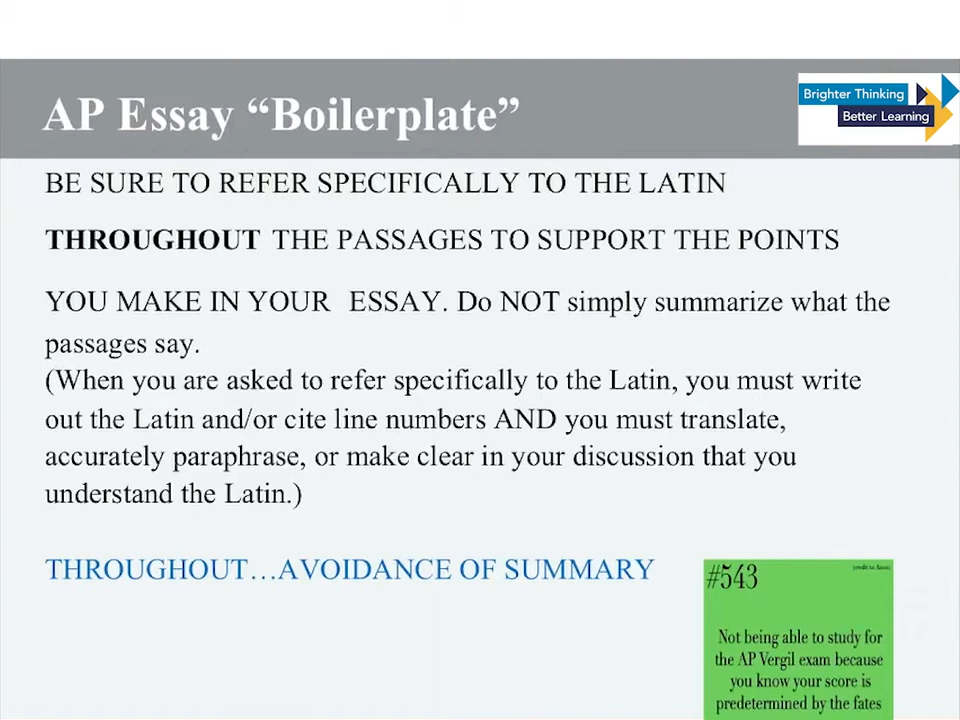 AP Essay “Boilerplate”
Brighter Thinking
Better Learning
BE SURE TO REFER SPECIFICALLY TO THE LATIN
THROUGHOUT THE PASSAGES TO SUPPORT THE POINTS
YOU MAKE IN YOUR ESSAY. Do NOT simply summarize what the
passages say.
(When you are asked to refer specifically to the Latin, you must write
out the Latin and/or cite line numbers AND you must translate,
accurately paraphrase, or make clear in your discussion that you
understand the Latin.)
THROUGHOUT…AVOIDANCE OF SUMMARY
#543
Not being able to study for
the AP Vergil exam because
you know your score is
predetermined by the fates